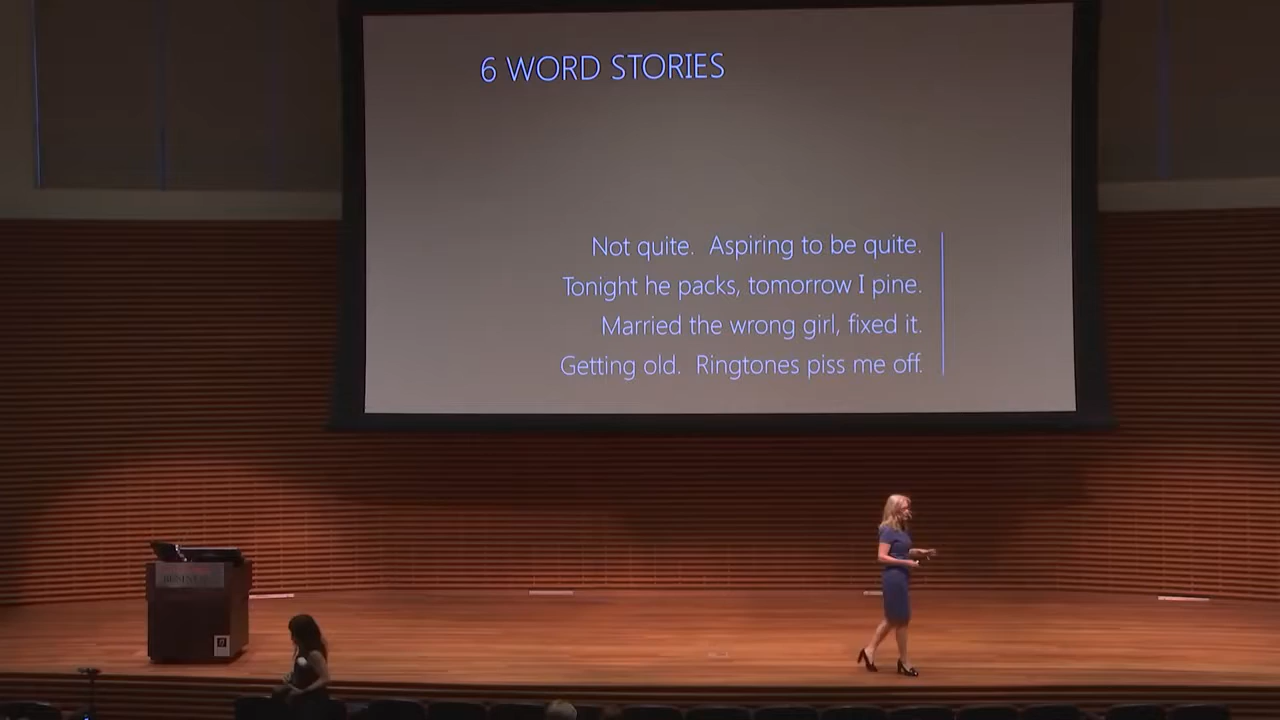 6 WORD STORIES
Not quite. Aspiring to be quite.
Tonight he packs, tomorrow I pine.
Married the wrong girl, fixed it.
Getting old. Ringtones piss me off.